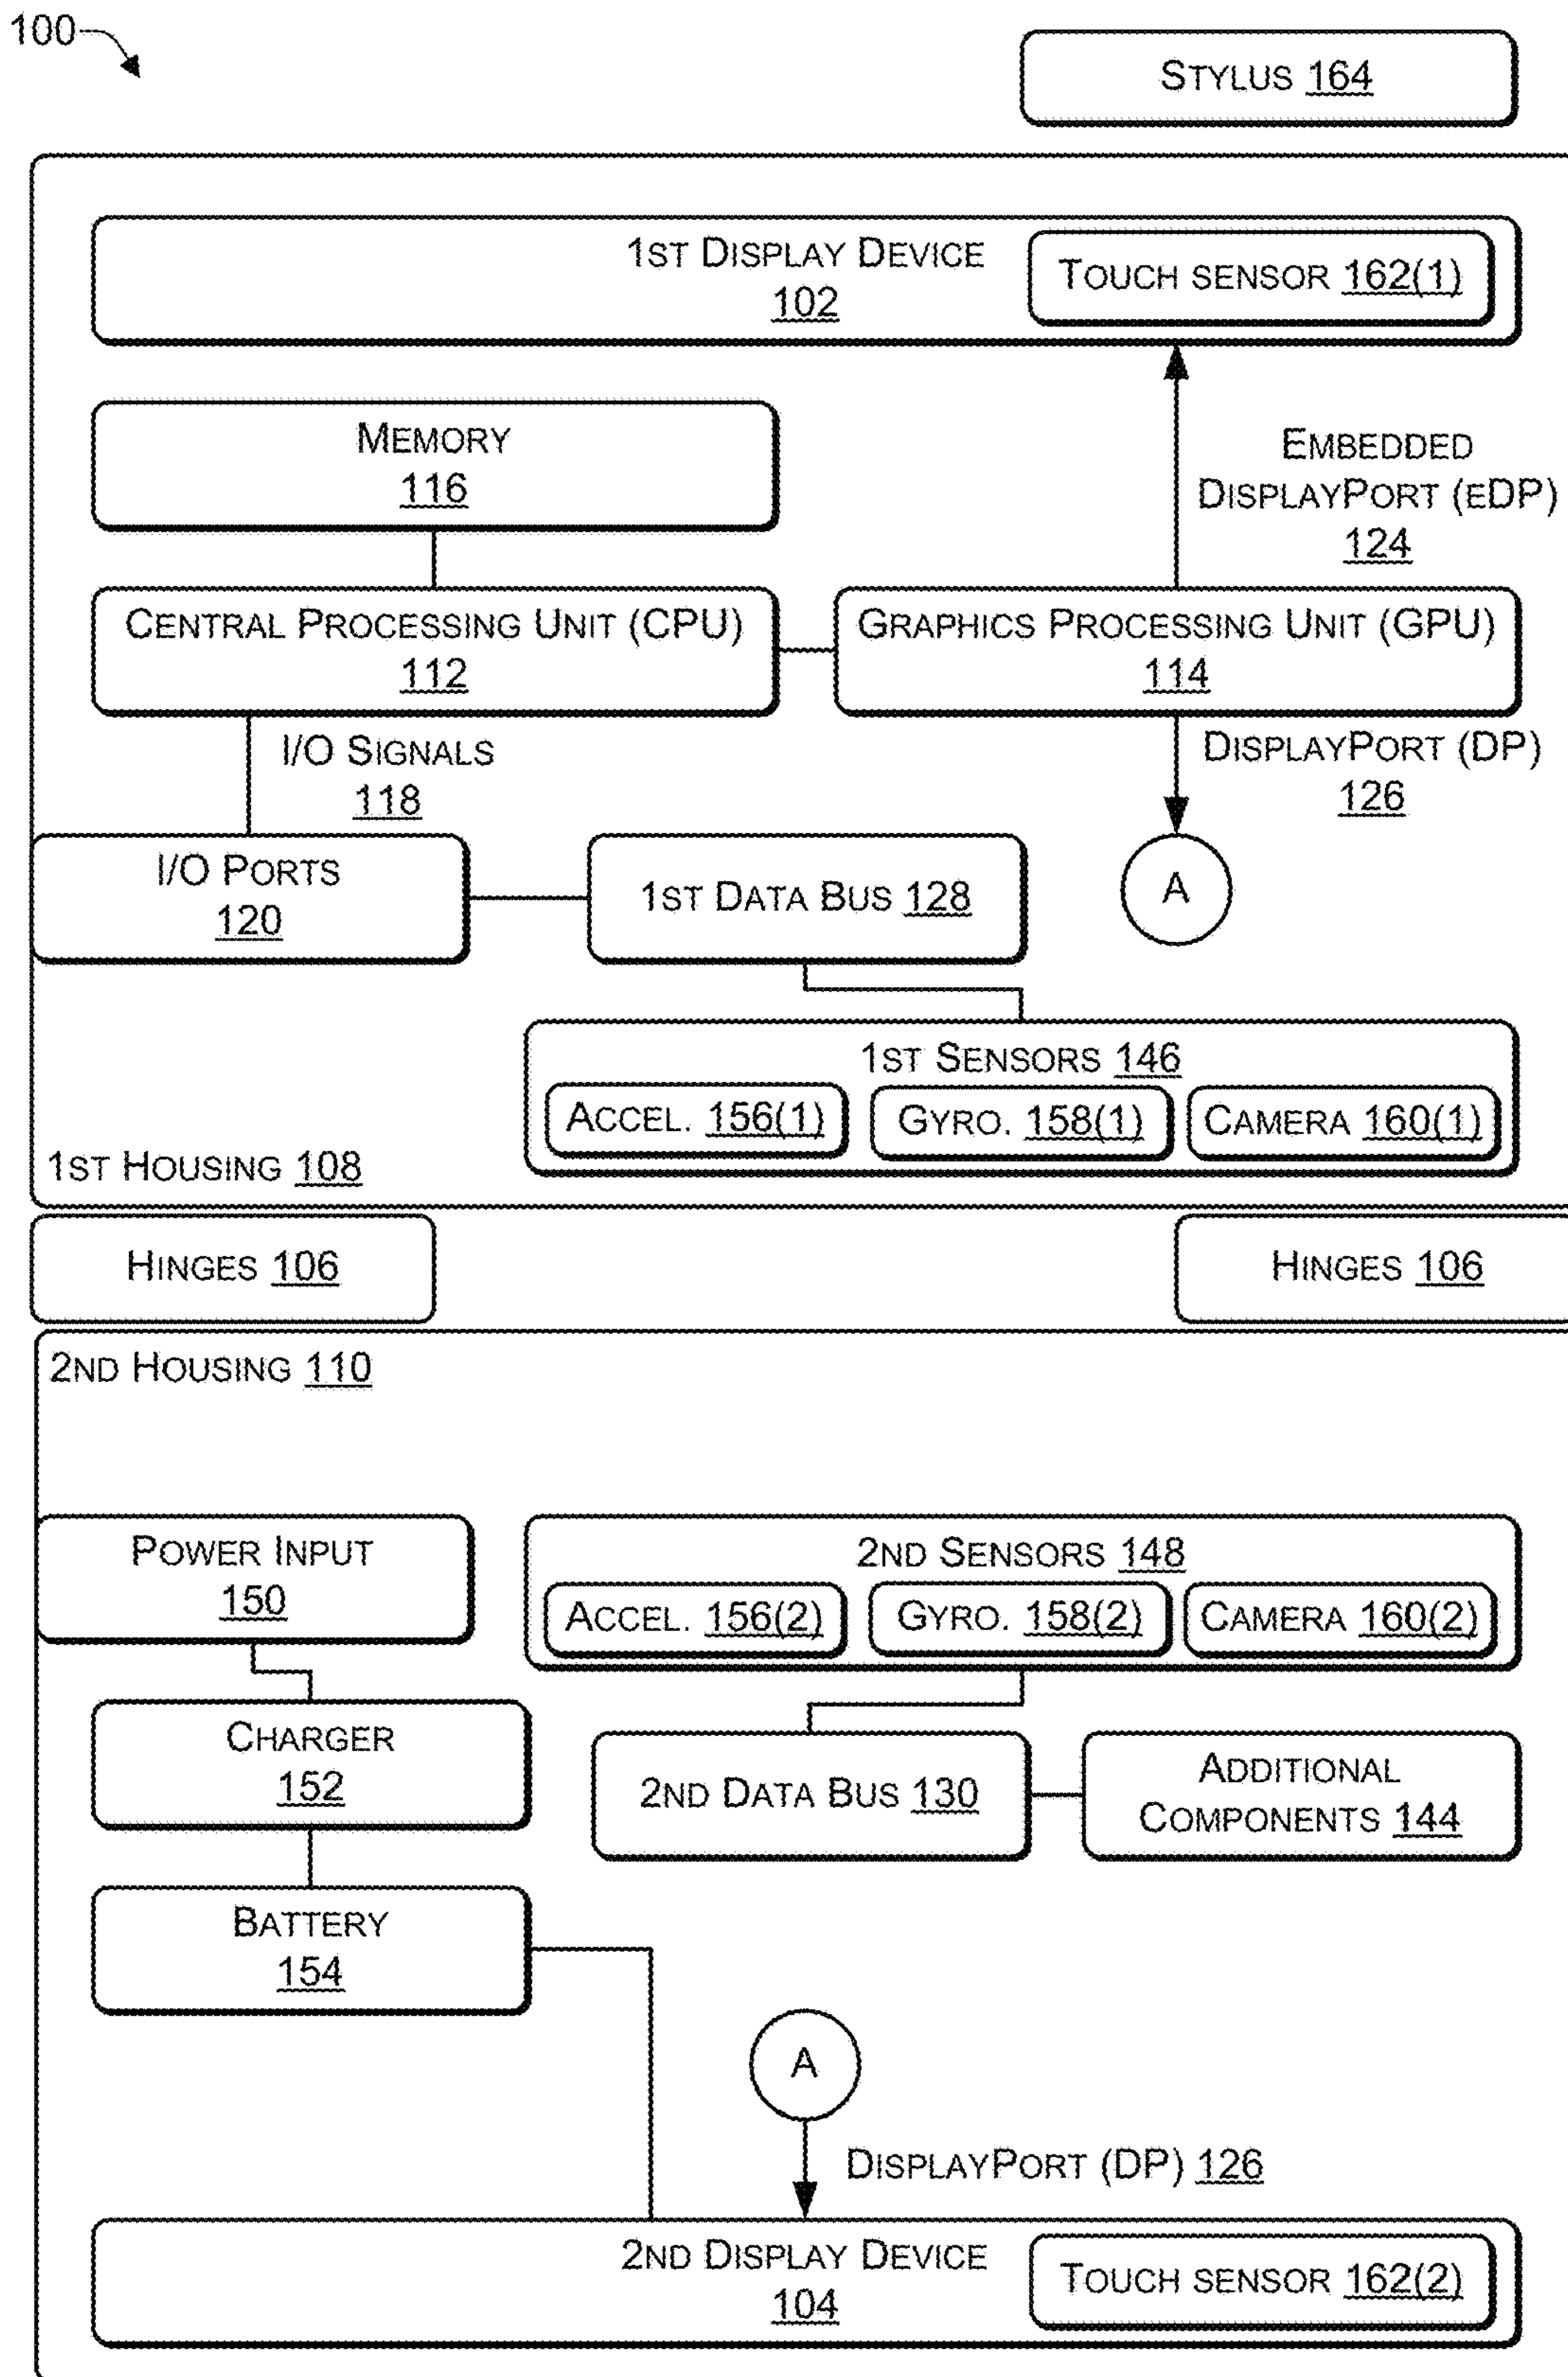 100
STYLUS 164
1ST DISPLAY DEVICE
102
TOUCH SENSOR 162(1)
MEMORY
116
EMBEDDED
DISPLAYPORT (EDP)
124
CENTRAL PROCESSING UNIT (CPU)
112
GRAPHICS PROCESSING UNIT (GPU)
114
I/O SIGNALS
118
DISPLAYPORT (DP)
126
I/O PORTS
120
1ST DATA BUS 128
A
1ST SENSORS 146
ACCEL. 156(1)
GYRO. 158(1)
CAMERA 160(1)
1ST HOUSING 108
HINGES 106
HINGES 106
2ND HOUSING 110
POWER INPUT
150
2ND SENSORS 148
ACCEL. 156(2)
GYRO. 158(2)
CAMERA 160(2)
CHARGER
152
2ND DATA BUS 130
ADDITIONAL
COMPONENTS 144
BATTERY
154
A
DISPLAYPORT (DP) 126
2ND DISPLAY DEVICE
104
TOUCH SENSOR 162(2)